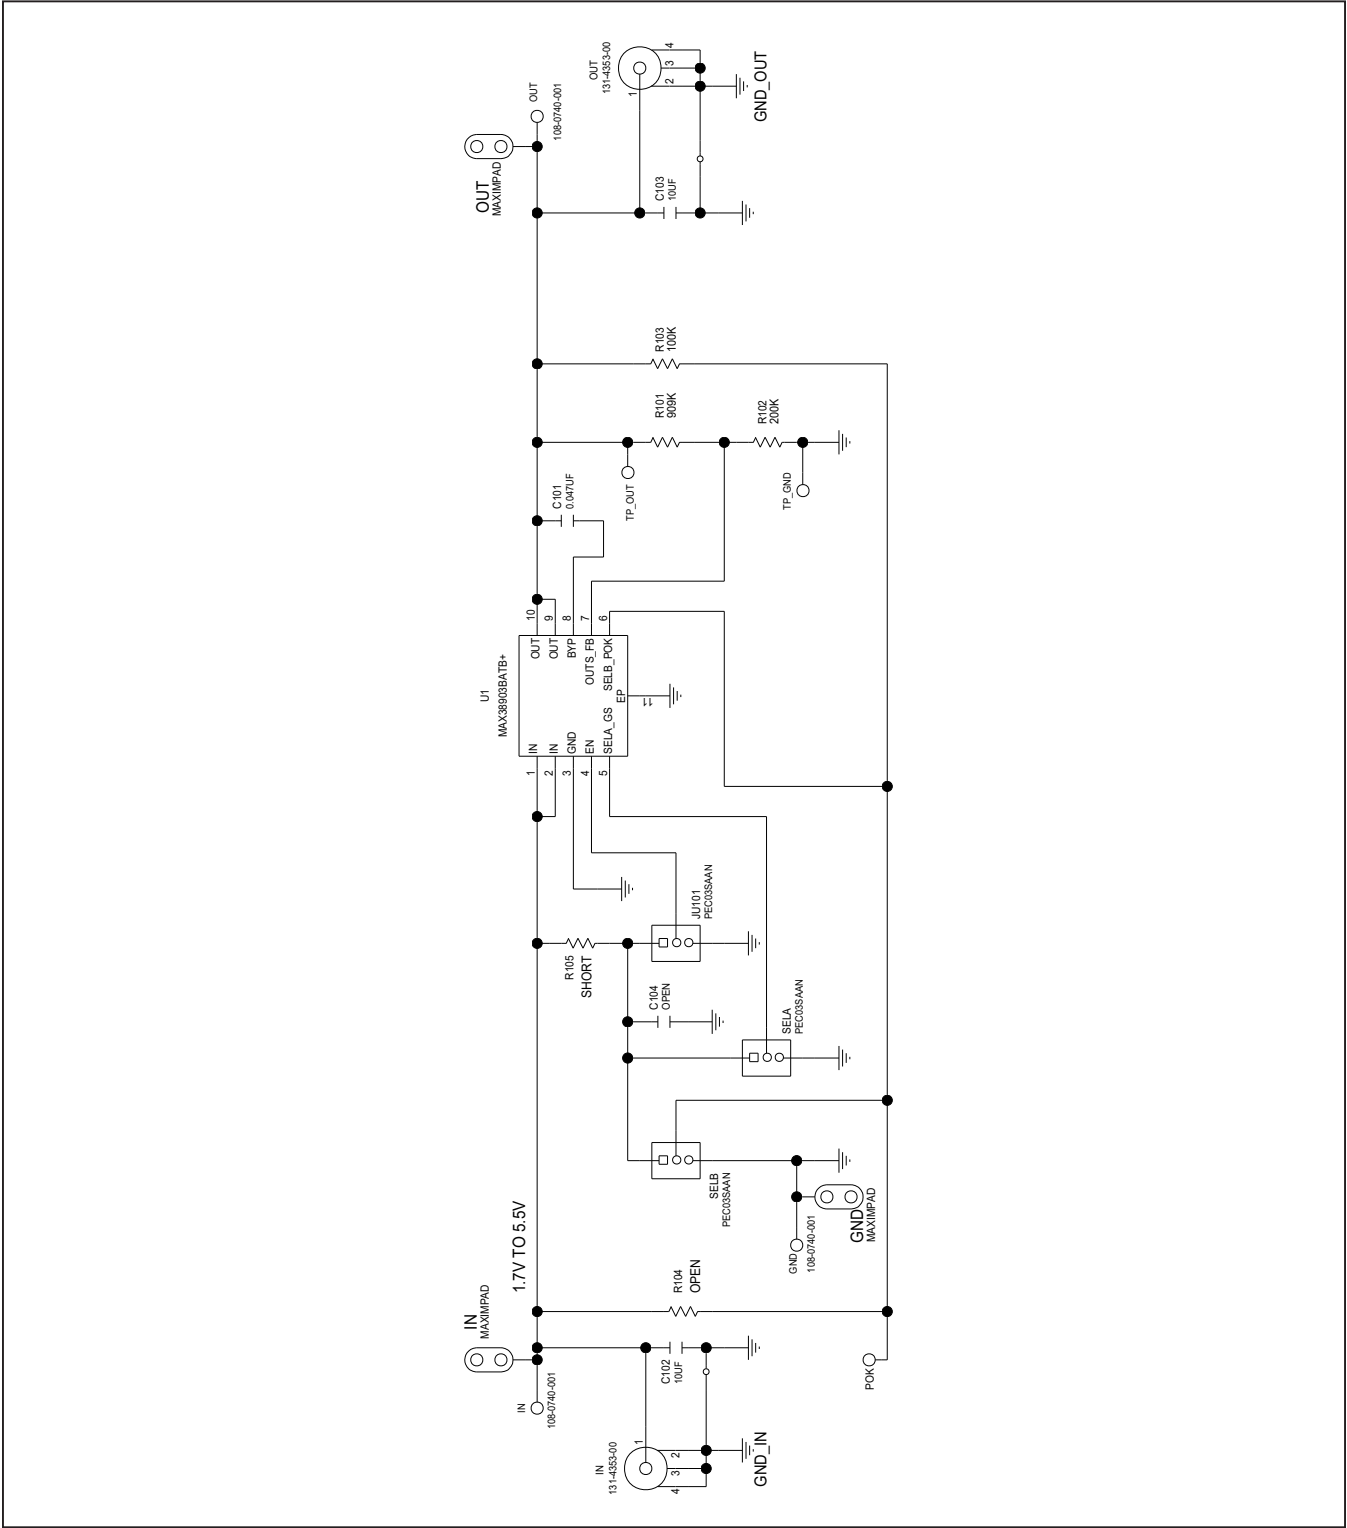 OUT
131-4353-00
1
2
3
4
GND_OUT
OUT
108-0740-001
OUT
MAXIMPAD
C103
10UF
R103
100K
R101
909K
R102
200K
TP_OUT
TP_GND
C101
0.047UF
U1
MAX38903BATB+
10
9
8
7
6
OUT
OUT
BYP
OUTS_FB
SELB_POK
EP
11
IN
IN
GND
EN
SELA_GS
1
2
3
4
5
JU101
PEC03SAAN
R105
SHORT
C104
OPEN
SELA
PEC03SAAN
SELB
PEC03SAAN
GND
MAXIMPAD
GND
108-0740-001
1.7V TO 5.5V
R104
OPEN
IN
MAXIMPAD
IN
108-0740-001
C102
10UF
POK
IN
131-4353-00
1
2
3
4
GND_IN